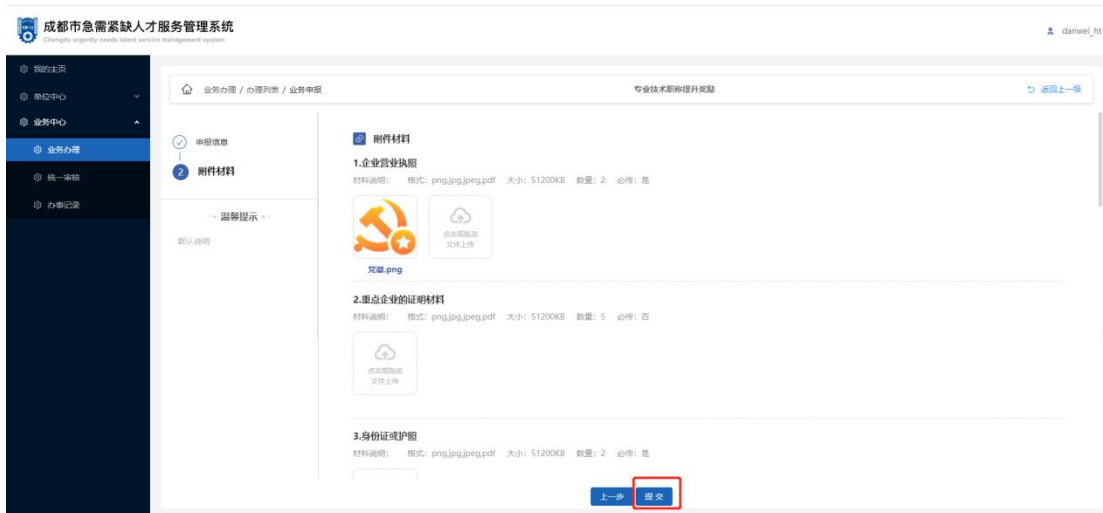 成都市急需紧缺人才服务管理系统
Chengdu urgently needs talent service management system
danwei_ht
我的主页
单位中心
业务中心
业务办理
统一审核
办事记录
业务办理 / 办理列表 / 业务申报
专业技术职称提升奖励
返回上一级
申报信息
2 附件材料
温馨提示
默认说明
附件材料
1.企业营业执照
材料说明: 格式: png,jpg,jpeg,pdf 大小: 51200KB 数量: 2 必传: 是
点击或拖动
文件上传
党徽.png
2.重点企业的证明材料
材料说明: 格式: png,jpg,jpeg,pdf 大小: 51200KB 数量: 5 必传: 否
点击或拖动
文件上传
3.身份证或护照
材料说明: 格式: png,jpg,jpeg,pdf 大小: 51200KB 数量: 2 必传: 是
上一步
提交